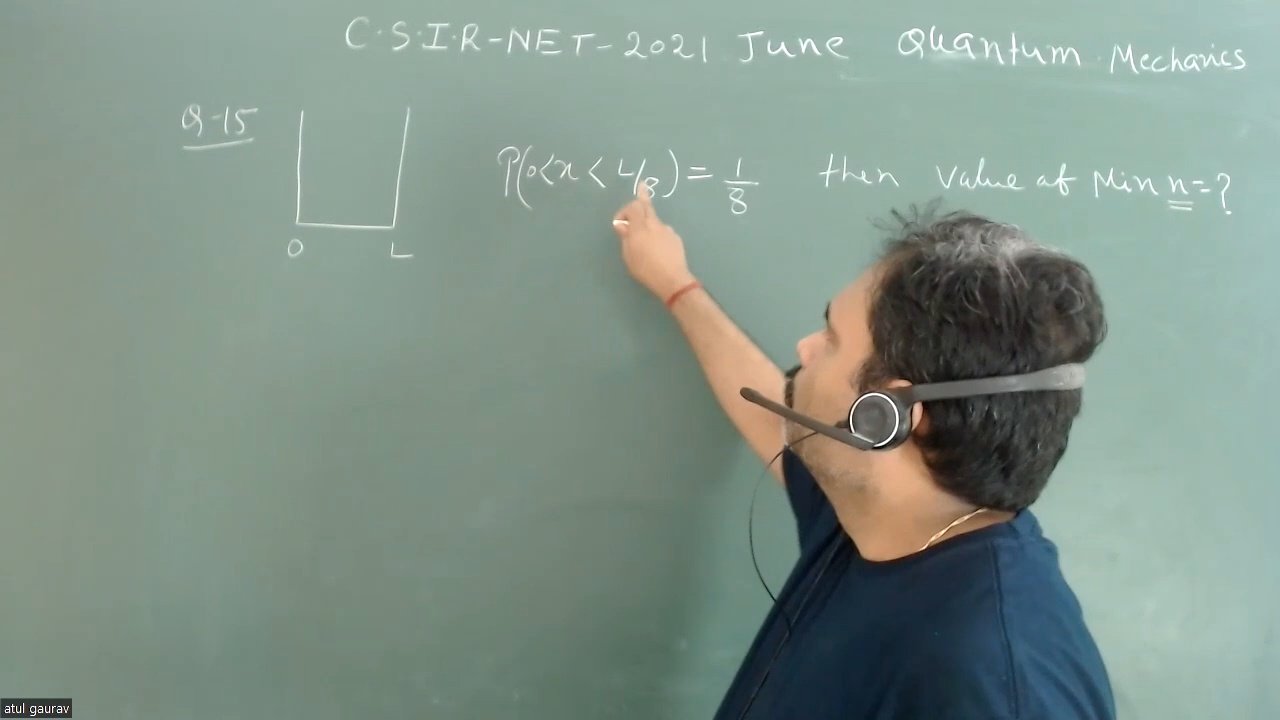 C.S.I.R-NET-2021 June Quantum Mechanics
Q-15
P(0<x<L/8) = 1/8 then value of Min n=?
0 L
atul gaurav